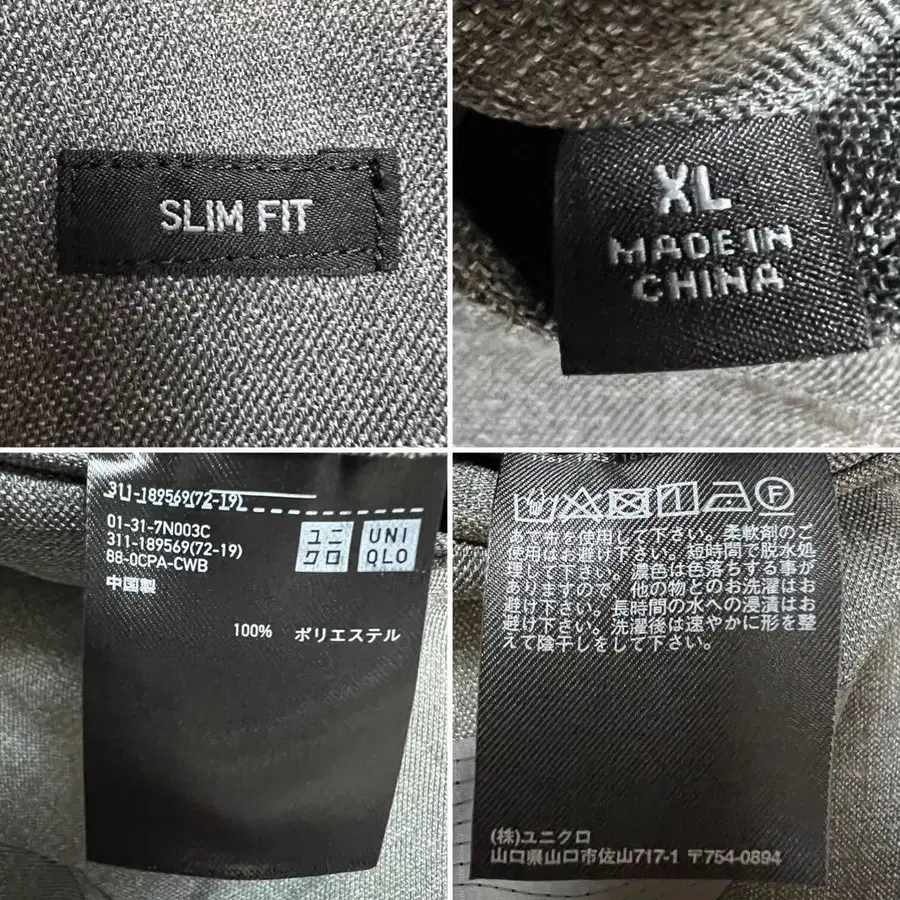 SLIM FIT
XL
MADE IN
CHINA
311-189569(72-19)
01-31-7N003C
311-189569(72-19)
88-0CPA-CWB
中国製
ユニ
クロ
UNI
QLO
100% ポリエステル
F
あて布を使用して下さい。柔軟剤のご
使用はお避け下さい。短時間で脱水処
理して下さい。濃色は色落ちする事が
ありますので、他の物とのお洗濯はお
避け下さい。長時間の水への浸漬はお
避け下さい。洗濯後は速やかに形を整
えて陰干しをして下さい。
(株)ユニクロ
山口県山口市佐山717-1 〒754-0894